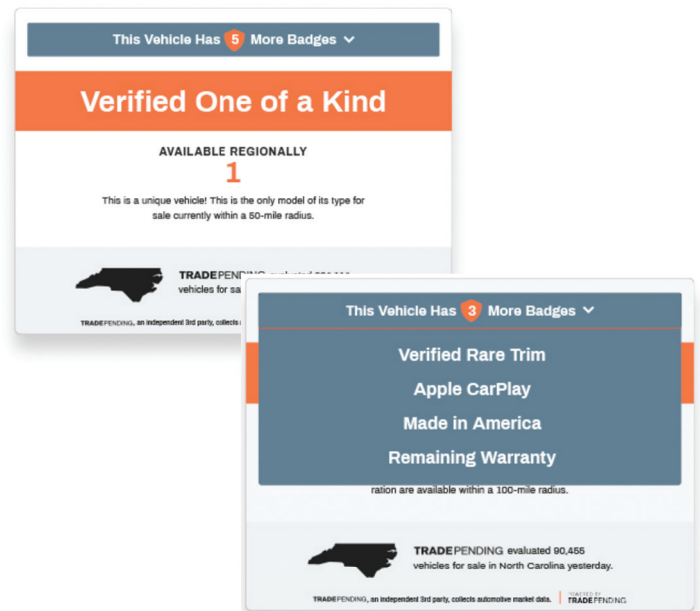 This Vehicle Has 5 More Badges
Verified One of a Kind
AVAILABLE REGIONALLY
1
This is a unique vehicle! This is the only model of its type for
sale currently within a 50-mile radius.
TRADEPENDING evaluated
vehicles for sa
TRADEPENDING, an independent 3rd party, collects
This Vehicle Has 3 More Badges
Verified Rare Trim
Apple CarPlay
Made in America
Remaining Warranty
ration are available within a 100-mile radius.
TRADEPENDING evaluated 90,455
vehicles for sale in North Carolina yesterday.
TRADEPENDING, an independent 3rd party, collects automotive market data.
POWERED BY
TRADEPENDING